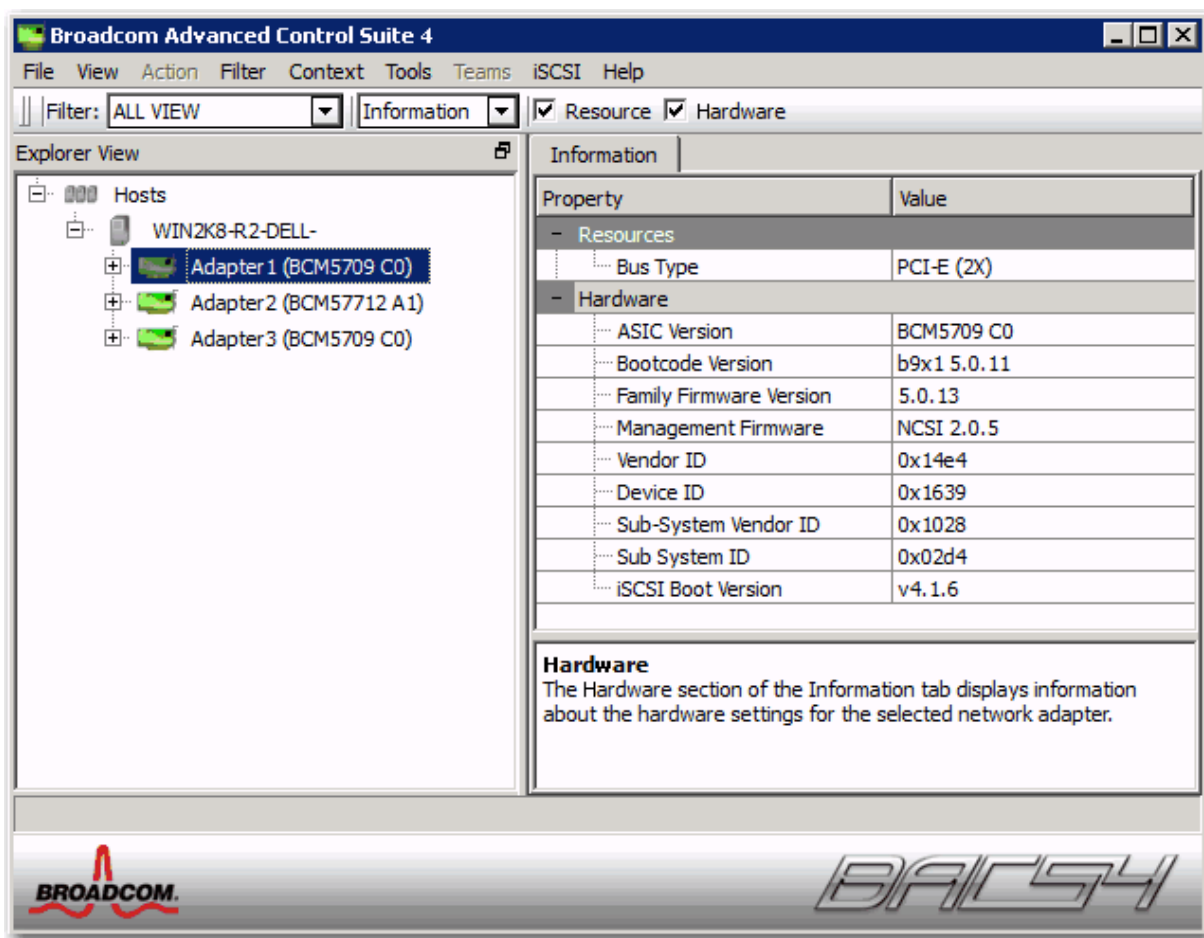 Broadcom Advanced Control Suite 4
File View Action Filter Context Tools Teams iSCSI Help
Filter: ALL VIEW Information Resource Hardware
Explorer View
Hosts
WIN2K8-R2-DELL-
Adapter1 (BCM5709 C0)
Adapter2 (BCM57712 A1)
Adapter3 (BCM5709 C0)
Information
Property Value
Resources
Bus Type PCI-E (2X)
Hardware
ASIC Version BCM5709 C0
Bootcode Version b9x1 5.0.11
Family Firmware Version 5.0.13
Management Firmware NCSI 2.0.5
Vendor ID 0x14e4
Device ID 0x1639
Sub-System Vendor ID 0x1028
Sub System ID 0x02d4
iSCSI Boot Version v4.1.6
Hardware
The Hardware section of the Information tab displays information
about the hardware settings for the selected network adapter.
BROADCOM.
BACS4